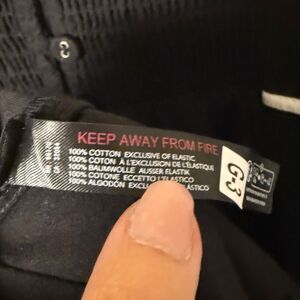 KEEP AWAY FROM FIRE
100% COTTON EXCLUSIVE OF ELASTIC
100% COTON À L'EXCLUSION DE L'ÉLASTIQUE
100% BAUMWOLLE AUSSER ELASTIK
100% COTONE ECCETTO L'ELASTICO
100% ALGODÓN
G-3